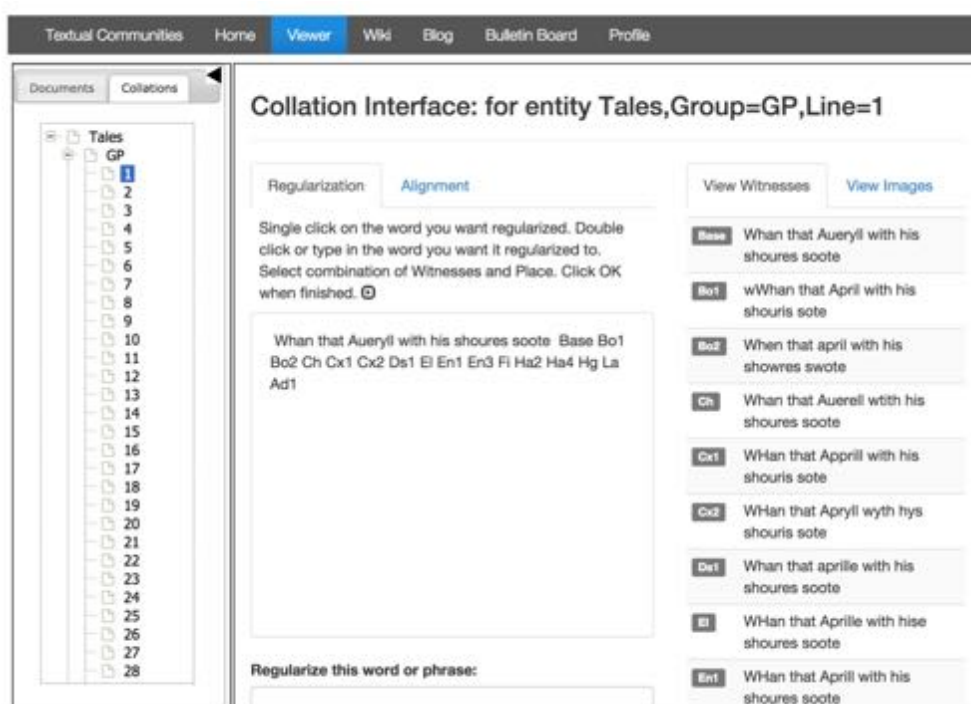 Textual Communities Home Viewer Wiki Blog Bulletin Board Profile
Documents Collations
Tales
GP
1
2
3
4
5
6
7
8
9
10
11
12
13
14
15
16
17
18
19
20
21
22
23
24
25
26
27
28
Collation Interface: for entity Tales,Group=GP,Line=1
Regularization Alignment
Single click on the word you want regularized. Double
click or type in the word you want it regularized to.
Select combination of Witnesses and Place. Click OK
when finished.
Whan that Aueryll with his shoures soote Base Bo1
Bo2 Ch Cx1 Cx2 Ds1 El En1 En3 Fi Ha2 Ha4 Hg La
Ad1
Regularize this word or phrase:
View Witnesses View Images
Base Whan that Aueryll with his
shoures soote
Bo1 wWhan that April with his
shouris sote
Bo2 When that april with his
showres swote
Ch Whan that Auerell wtith his
shoures soote
Cx1 WHan that Apprill with his
shouris sote
Cx2 WHan that Apryll wyth hys
shouris sote
Ds1 Whan that aprille with his
shoures soote
El WHan that Aprille with hise
shoures soote
En1 WHan that Aprill with his
shoures soote